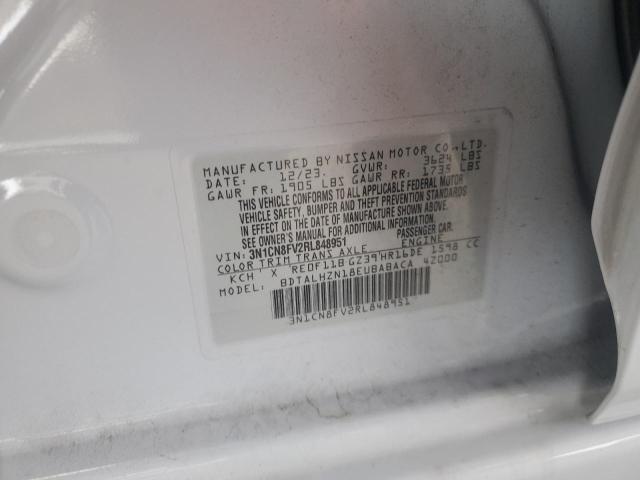 MANUFACTURED BY NISSAN MOTOR CO.,LTD.
DATE: 12/23. GVWR: 3624 LBS
GAWR FR: 1905 LBS GAWR RR: 1735 LBS
THIS VEHICLE CONFORMS TO ALL APPLICABLE FEDERAL MOTOR
VEHICLE SAFETY, BUMPER AND THEFT PREVENTION STANDARDS
IN EFFECT ON THE DATE OF MANUFACTURE SHOWN ABOVE.
SEE OWNER'S MANUAL FOR LOADING. PASSENGER CAR.
VIN: 3N1CN8FV2RL848951
COLOR TRIM TRANS AXLE ENGINE
KCH X RE0F11B GZ39 HR16DE 1598 CC
MODEL: BDTALHZN18EUBABACA 42000
3N1CN8FV2RL848951